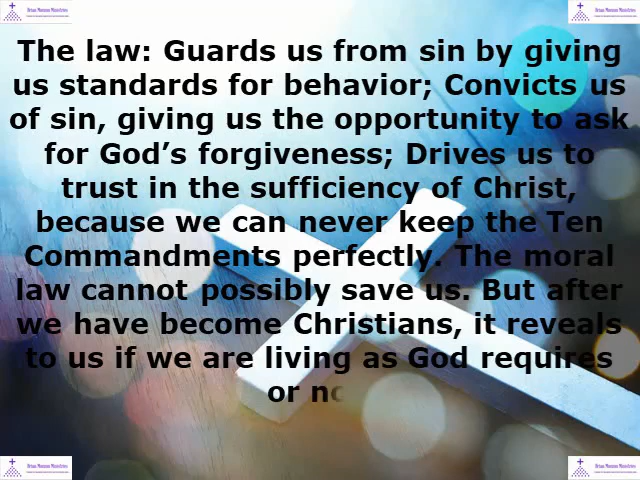 The law: Guards us from sin by giving
us standards for behavior; Convicts us
of sin, giving us the opportunity to ask
for God’s forgiveness; Drives us to
trust in the sufficiency of Christ,
because we can never keep the Ten
Commandments perfectly. The moral
law cannot possibly save us. But after
we have become Christians, it reveals
to us if we are living as God requires
or no